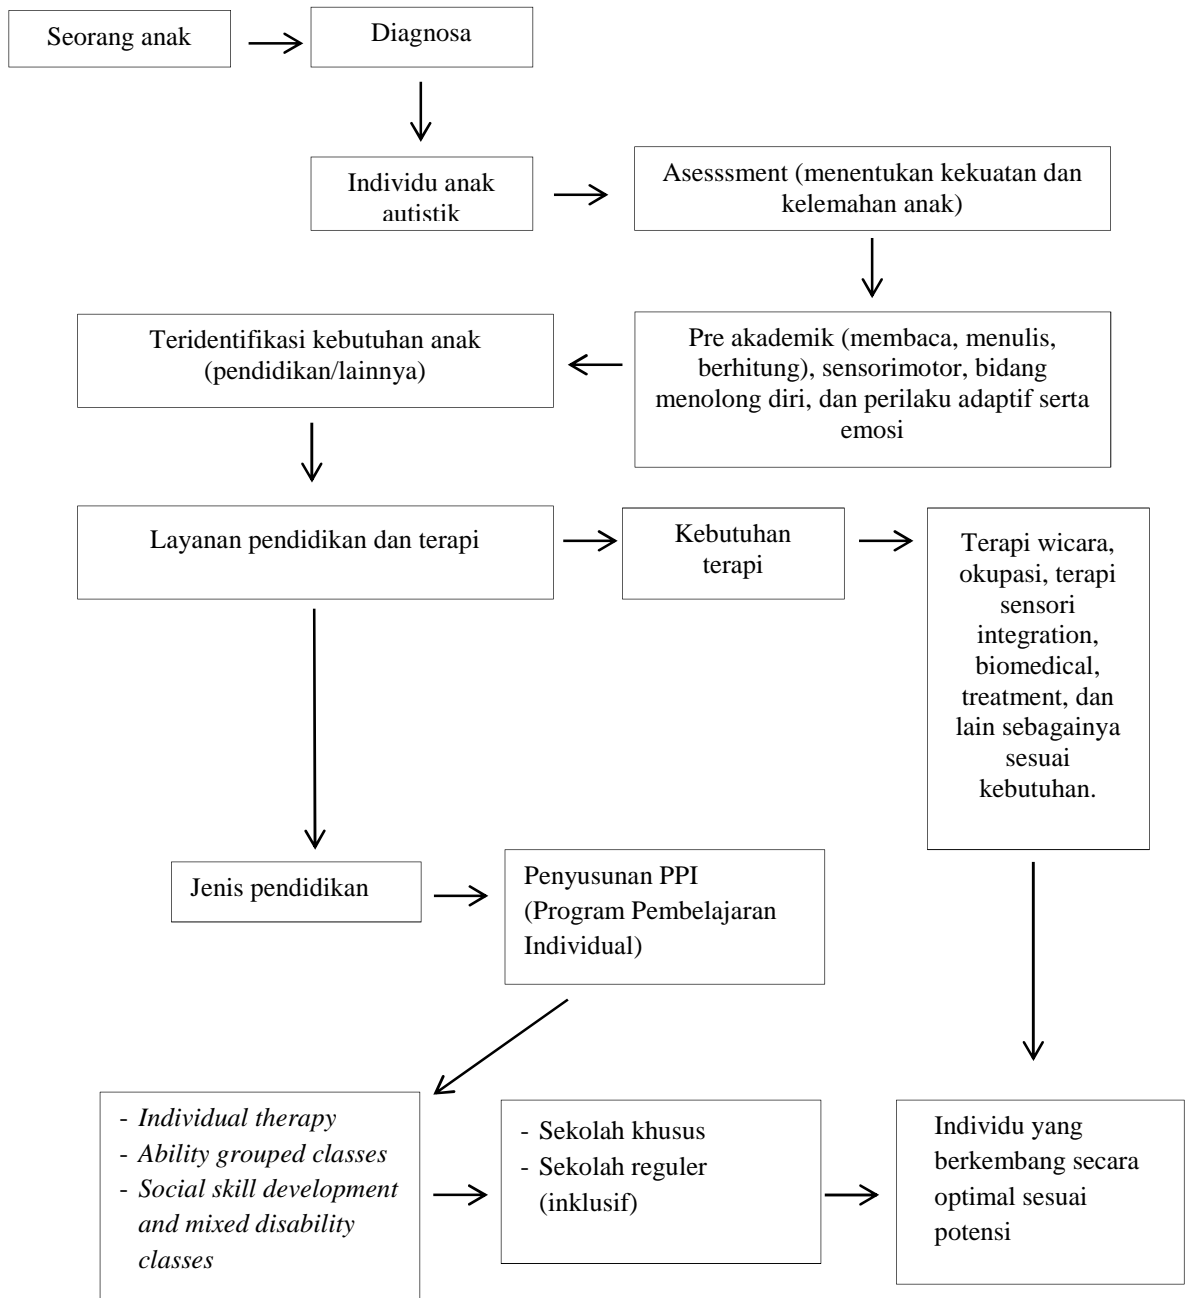 Seorang anak
Diagnosa
Individu anak
autistik
Asesssment (menentukan kekuatan dan
kelemahan anak)
Teridentifikasi kebutuhan anak
(pendidikan/lainnya)
Pre akademik (membaca, menulis,
berhitung), sensorimotor, bidang
menolong diri, dan perilaku adaptif serta
emosi
Layanan pendidikan dan terapi
Kebutuhan
terapi
Terapi wicara,
okupasi, terapi
sensori
integration,
biomedical,
treatment, dan
lain sebagainya
sesuai
kebutuhan.
Jenis pendidikan
Penyusunan PPI
(Program Pembelajaran
Individual)
- Individual therapy
- Ability grouped classes
- Social skill development
and mixed disability
classes
- Sekolah khusus
- Sekolah reguler
(inklusif)
Individu yang
berkembang secara
optimal sesuai
potensi